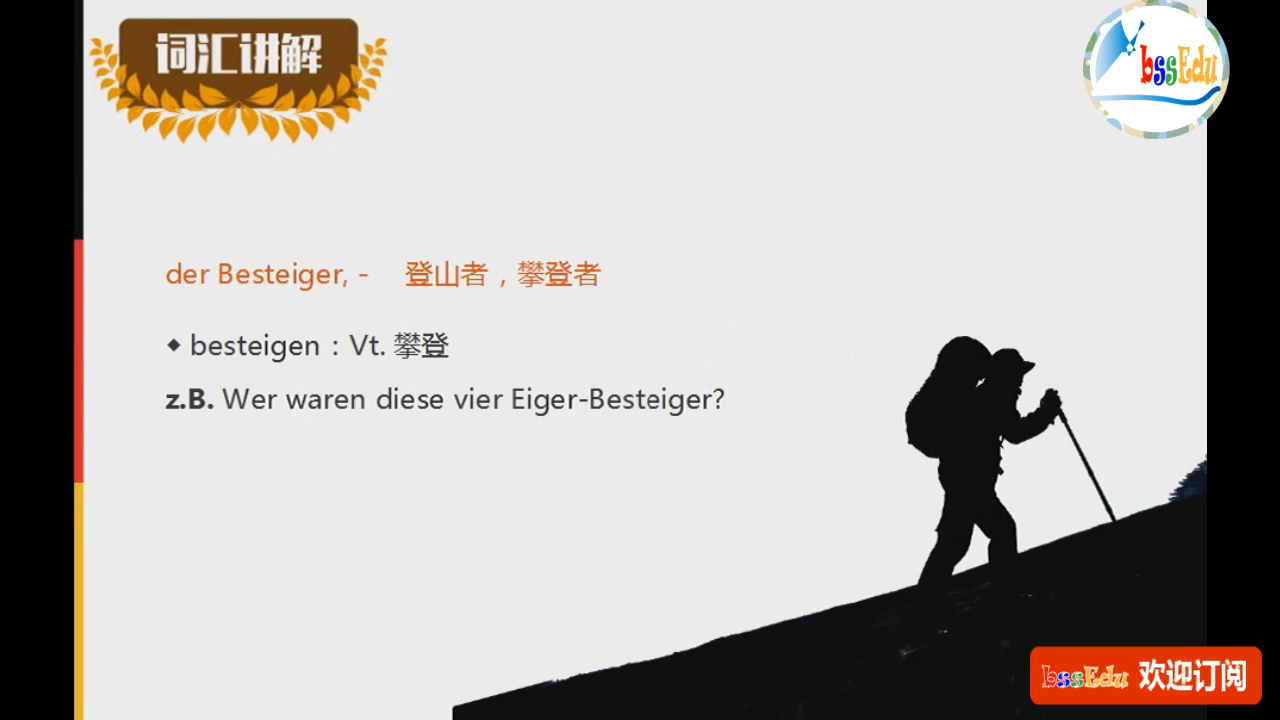 词汇讲解
bssEdu
der Besteiger, - 登山者，攀登者
◆ besteigen：Vt. 攀登
z.B. Wer waren diese vier Eiger-Besteiger?
bssEdu 欢迎订阅